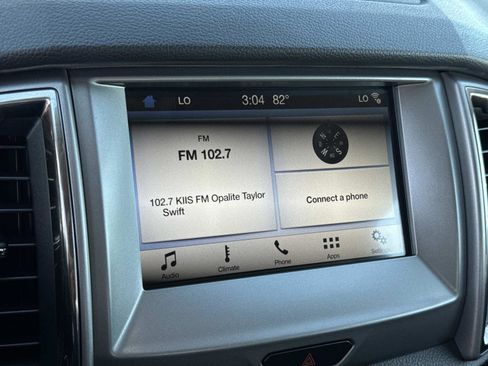 LO 3:04 82° LO
FM
FM 102.7
102.7 KIIS FM Opalite Taylor
Swift
Connect a phone
Audio
Climate
Phone
Apps